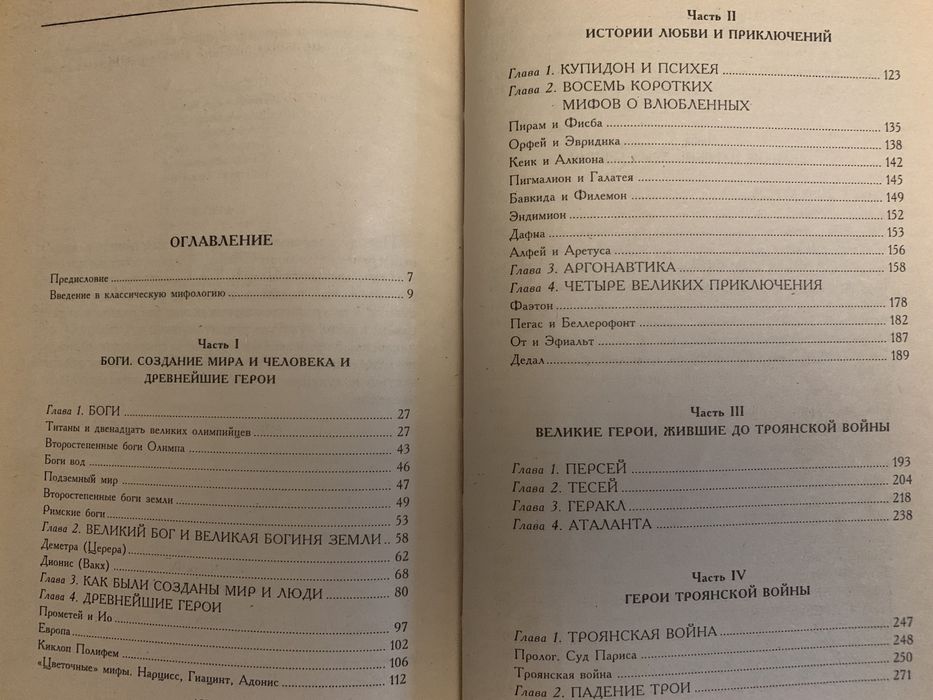 ОГЛАВЛЕНИЕ
Предисловие ... 7
Введение в классическую мифологию ... 9
Часть I
БОГИ. СОЗДАНИЕ МИРА И ЧЕЛОВЕКА И
ДРЕВНЕЙШИЕ ГЕРОИ
Глава 1. БОГИ ... 27
Титаны и двенадцать великих олимпийцев ... 27
Второстепенные боги Олимпа ... 43
Боги вод ... 46
Подземный мир ... 47
Второстепенные боги земли ... 49
Римские боги ... 53
Глава 2. ВЕЛИКИЙ БОГ И ВЕЛИКАЯ БОГИНЯ ЗЕМЛИ .. 58
Деметра (Церера) ... 62
Дионис (Вакх) ... 68
Глава 3. КАК БЫЛИ СОЗДАНЫ МИР И ЛЮДИ ... 80
Глава 4. ДРЕВНЕЙШИЕ ГЕРОИ
Прометей и Ио ... 97
Европа ... 102
Киклоп Полифем ... 106
«Цветочные» мифы. Нарцисс, Гиацинт, Адонис ... 112
Часть II
ИСТОРИИ ЛЮБВИ И ПРИКЛЮЧЕНИЙ
Глава 1. КУПИДОН И ПСИХЕЯ ... 123
Глава 2. ВОСЕМЬ КОРОТКИХ
МИФОВ О ВЛЮБЛЕННЫХ
Пирам и Фисба ... 135
Орфей и Эвридика ... 138
Кеик и Алкиона ... 142
Пигмалион и Галатея ... 145
Бавкида и Филемон ... 149
Эндимион ... 152
Дафна ... 153
Алфей и Аретуса ... 156
Глава 3. АРГОНАВТИКА ... 158
Глава 4. ЧЕТЫРЕ ВЕЛИКИХ ПРИКЛЮЧЕНИЯ
Фаэтон ... 178
Пегас и Беллерофонт ... 182
От и Эфиальт ... 187
Дедал ... 189
Часть III
ВЕЛИКИЕ ГЕРОИ, ЖИВШИЕ ДО ТРОЯНСКОЙ ВОЙНЫ
Глава 1. ПЕРСЕЙ ... 193
Глава 2. ТЕСЕЙ ... 204
Глава 3. ГЕРАКЛ ... 218
Глава 4. АТАЛАНТА ... 238
Часть IV
ГЕРОИ ТРОЯНСКОЙ ВОЙНЫ
Глава 1. ТРОЯНСКАЯ ВОЙНА ... 247
Пролог. Суд Париса ... 248
Троянская война ... 250
Глава 2. ПАДЕНИЕ ТРОИ ... 271